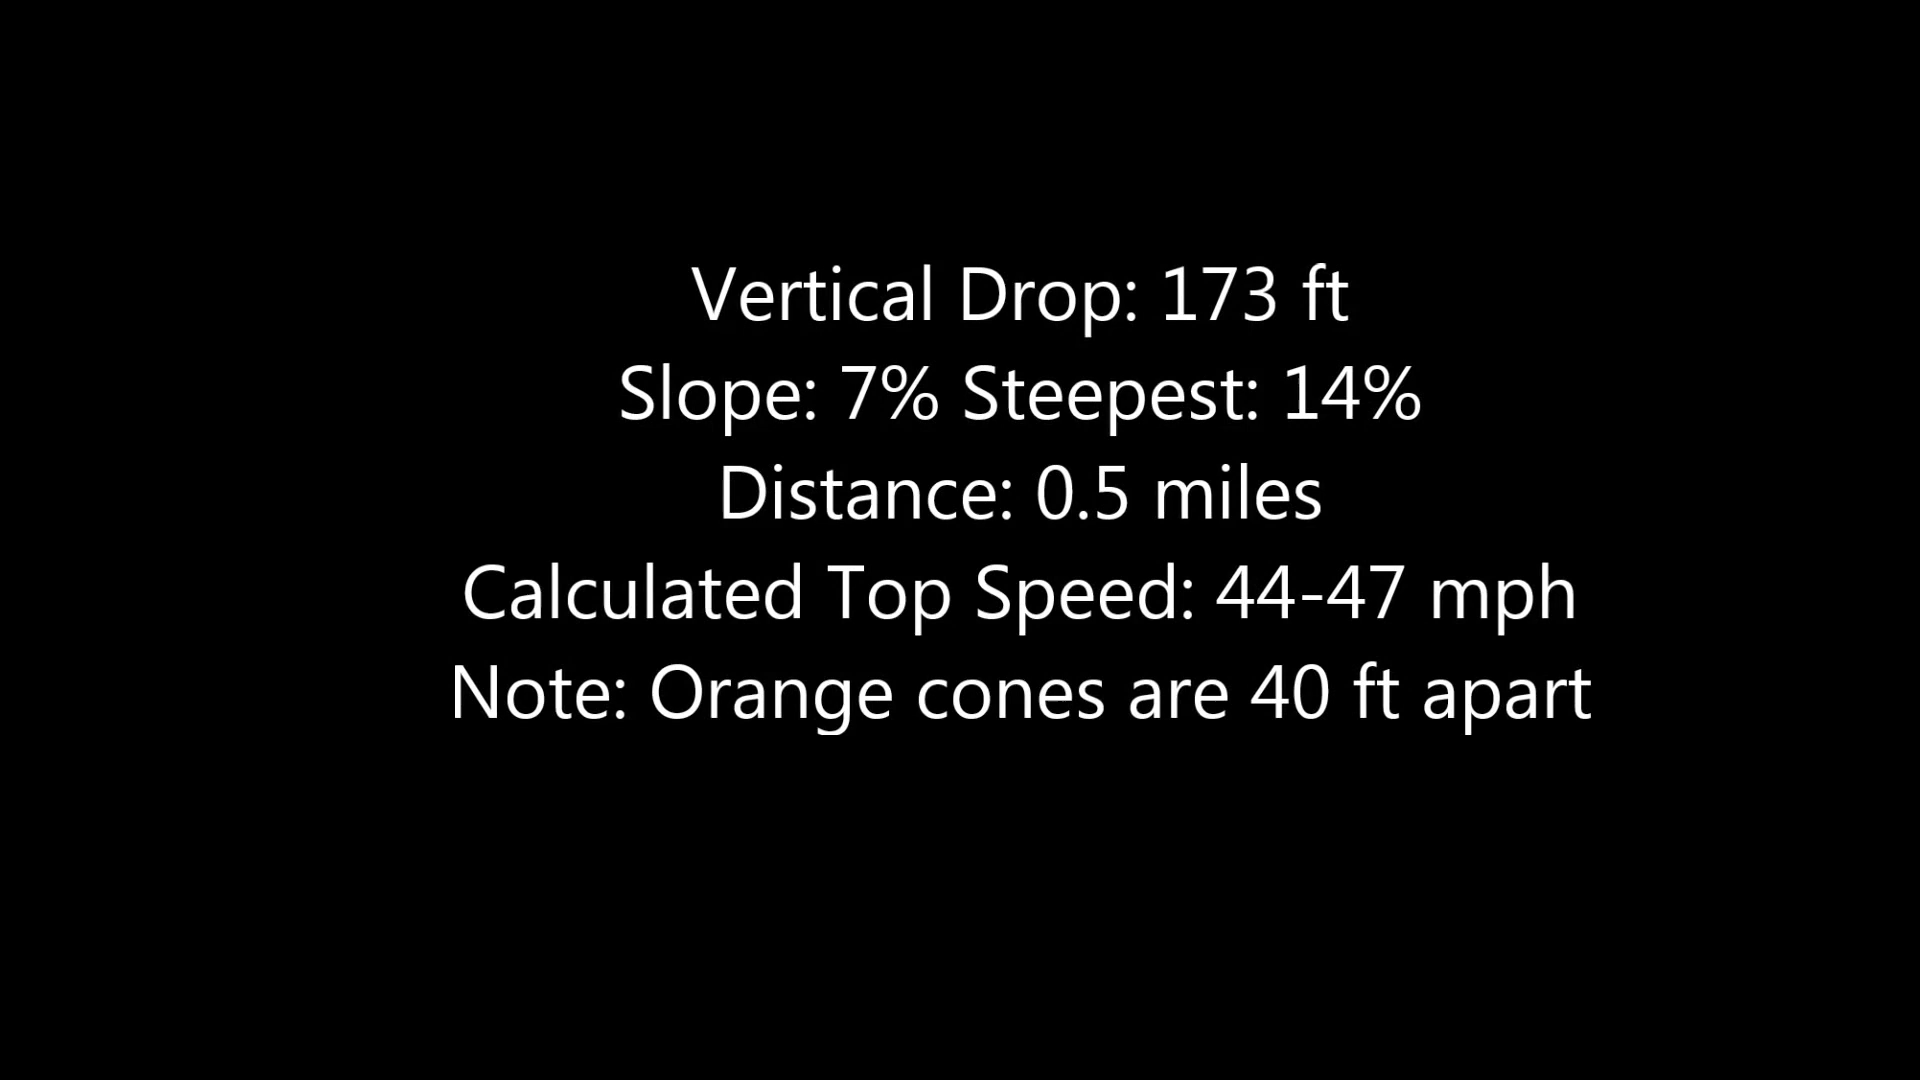 Vertical Drop: 173 ft
Slope: 7% Steepest: 14%
Distance: 0.5 miles
Calculated Top Speed: 44-47 mph
Note: Orange cones are 40 ft apart